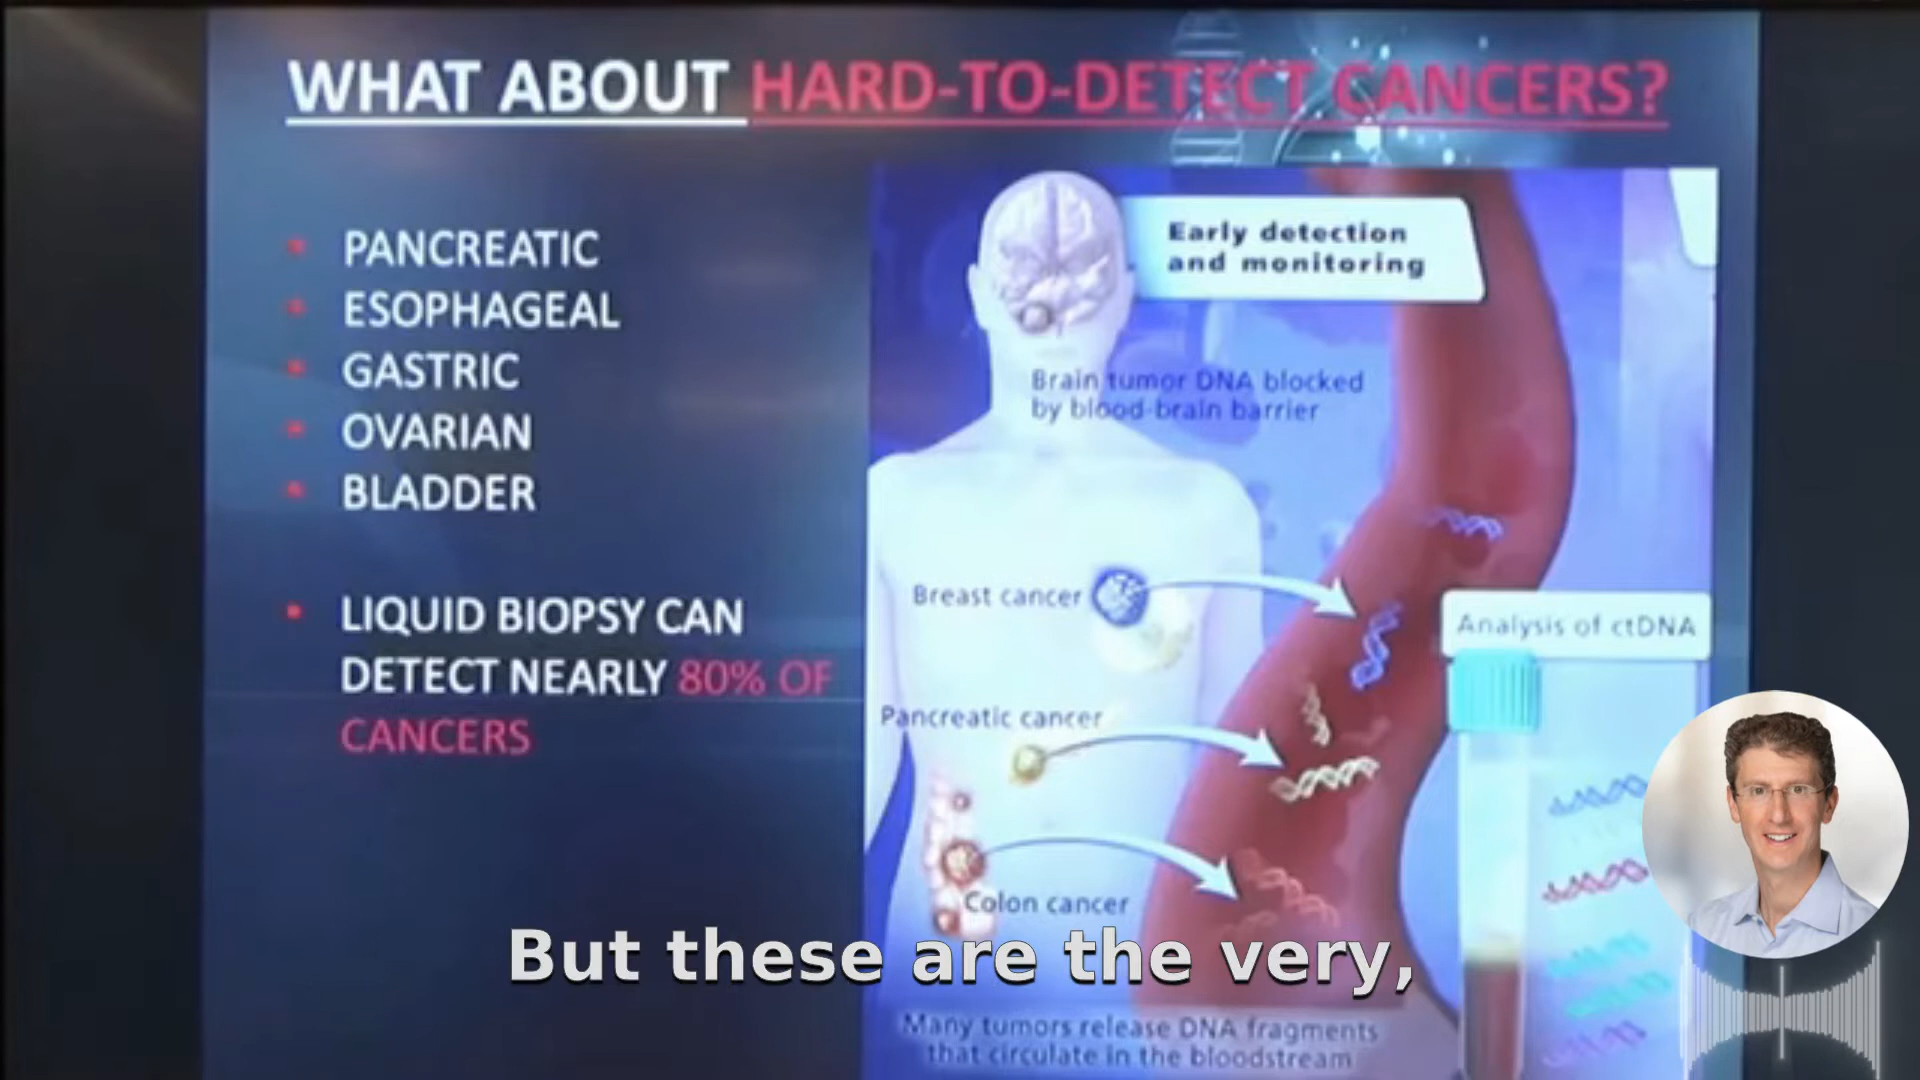 WHAT ABOUT HARD-TO-DETECT CANCERS?
• PANCREATIC
• ESOPHAGEAL
• GASTRIC
• OVARIAN
• BLADDER
• LIQUID BIOPSY CAN
DETECT NEARLY 80% OF
CANCERS
Early detection
and monitoring
Brain tumor DNA blocked
by blood-brain barrier
Breast cancer
Analysis of ctDNA
Pancreatic cancer
Colon cancer
But these are the very,
Many tumors release DNA fragments
that circulate in the bloodstream